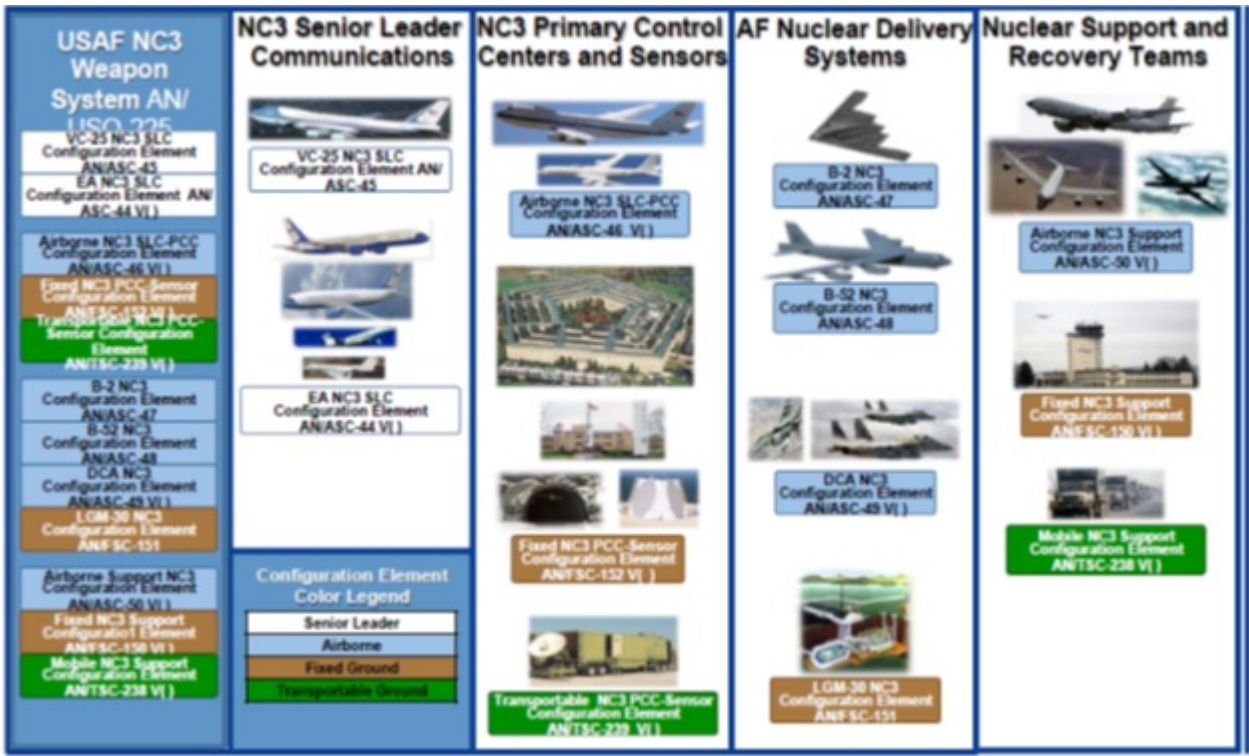 USAF NC3
Weapon
System AN/
USQ-225
VC-25 NC3 SLC
Configuration Element
AN/ASC-45
EA NC3 SLC
Configuration Element AN/
ASC-44 V( )
Airborne NC3 SLC-PCC
Configuration Element
AN/ASC-46 V( )
Fixed NC3 PCC-Sensor
Configuration Element
AN/FSC-152 V( )
Transportable NC3 PCC-
Sensor Configuration
Element
AN/TSC-239 V( )
B-2 NC3
Configuration Element
AN/ASC-47
B-52 NC3
Configuration Element
AN/ASC-48
DCA NC3
Configuration Element
AN/ASC-49 V( )
LGM-30 NC3
Configuration Element
AN/FSC-151
Airborne Support NC3
Configuration Element
AN/ASC-50 V( )
Fixed NC3 Support
Configuratio1 Element
AN/FSC-150 V( )
Mobile NC3 Support
Configuration Element
AN/TSC-238 V( )
NC3 Senior Leader
Communications
VC-25 NC3 SLC
Configuration Element AN/
ASC-45
EA NC3 SLC
Configuration Element
AN/ASC-44 V( )
Configuration Element
Color Legend
Senior Leader
Airborne
Fixed Ground
Transportable Ground
NC3 Primary Control
Centers and Sensors
Airborne NC3 SLC-PCC
Configuration Element
AN/ASC-46 V( )
Fixed NC3 PCC-Sensor
Configuration Element
AN/FSC-152 V( )
Transportable NC3 PCC-Sensor
Configuration Element
AN/TSC-239 V( )
AF Nuclear Delivery
Systems
B-2 NC3
Configuration Element
AN/ASC-47
B-52 NC3
Configuration Element
AN/ASC-48
DCA NC3
Configuration Element
AN/ASC-49 V( )
LGM-30 NC3
Configuration Element
AN/FSC-151
Nuclear Support and
Recovery Teams
Airborne NC3 Support
Configuration Element
AN/ASC-50 V( )
Fixed NC3 Support
Configuration Element
AN/FSC-150 V( )
Mobile NC3 Support
Configuration Element
AN/TSC-238 V( )